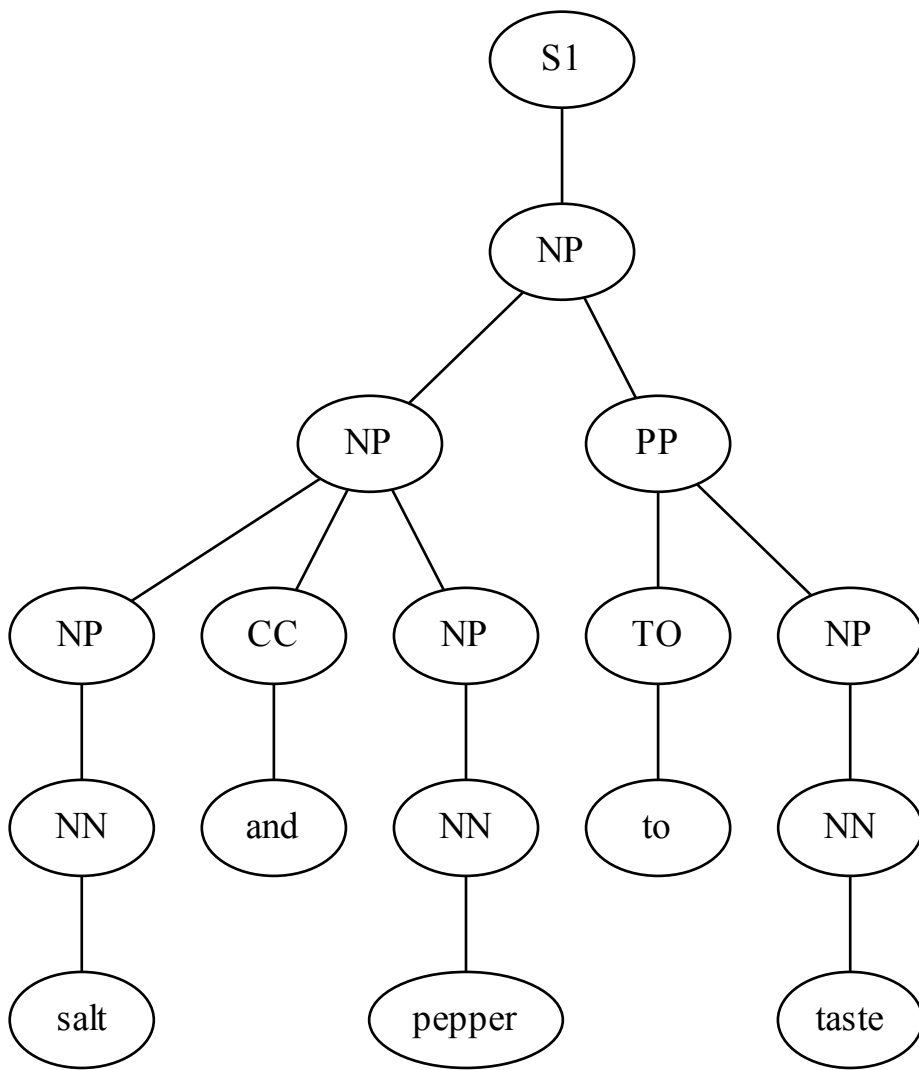 S1
NP
NP PP
NP CC NP TO NP
NN and NN to NN
salt pepper taste